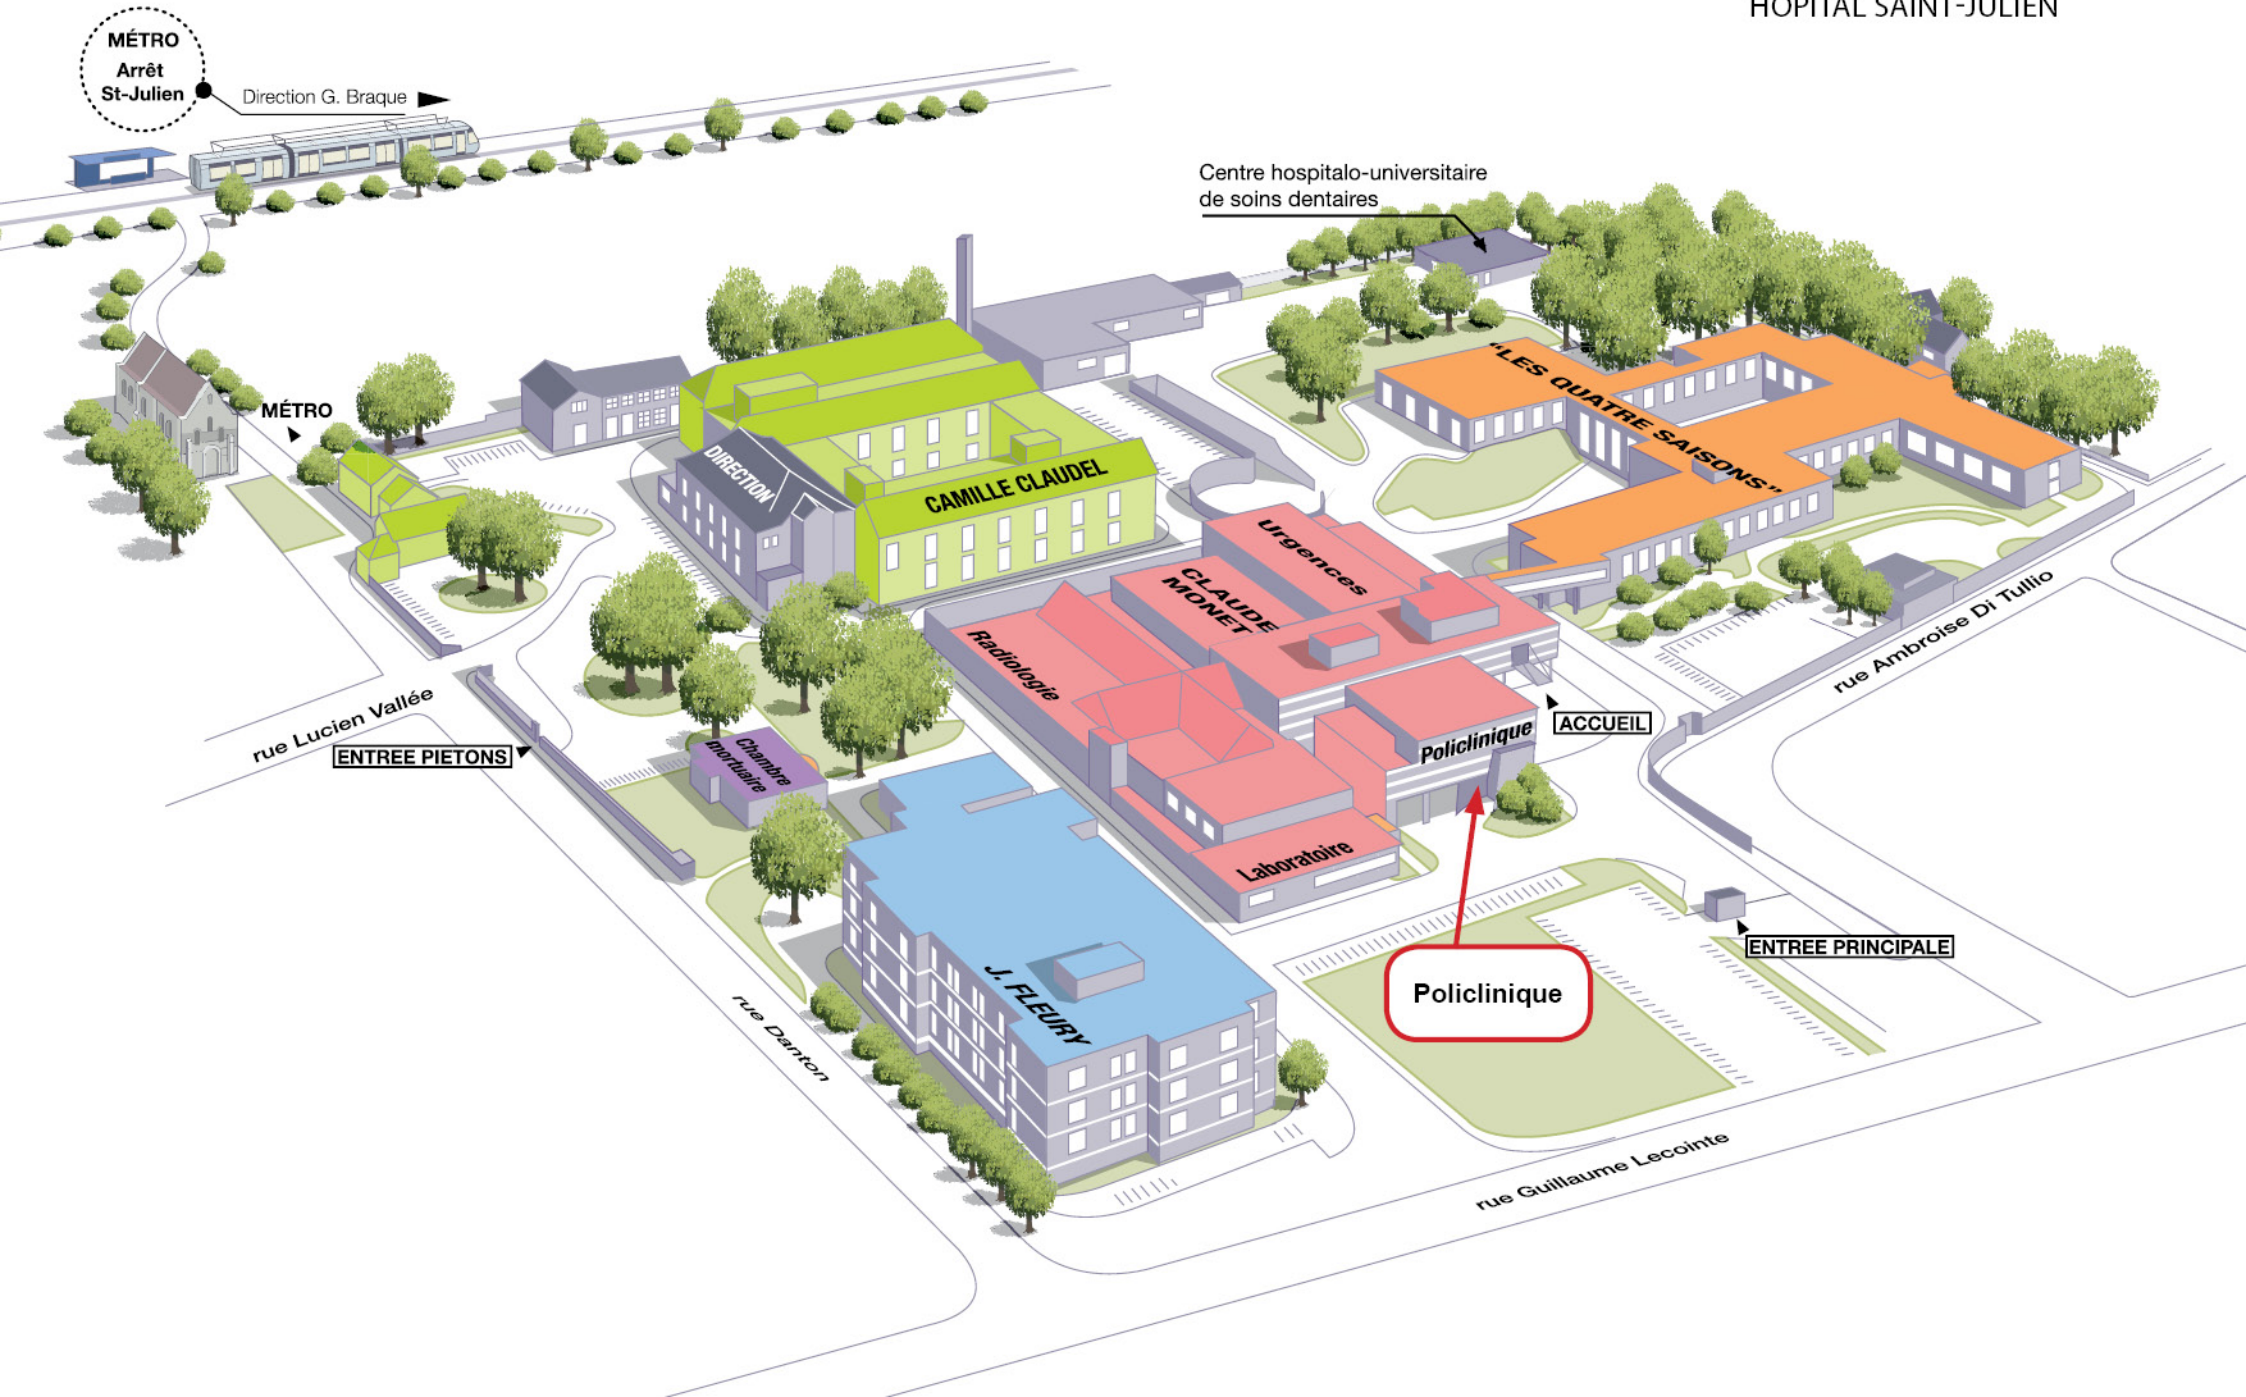 HOPITAL SAINT-JULIEN
MÉTRO
Arrêt
St-Julien
Direction G. Braque
Centre hospitalo-universitaire
de soins dentaires
MÉTRO
DIRECTION
CAMILLE CLAUDEL
"LES QUATRE SAISONS"
Urgences
CLAUDE
MONET
Radiologie
rue Ambroise Di Tullio
rue Lucien Vallée
ENTREE PIETONS
Chambre
mortuaire
ACCUEIL
Policlinique
Laboratoire
ENTREE PRINCIPALE
Policlinique
J. FLEURY
rue Danton
rue Guillaume Lecointe